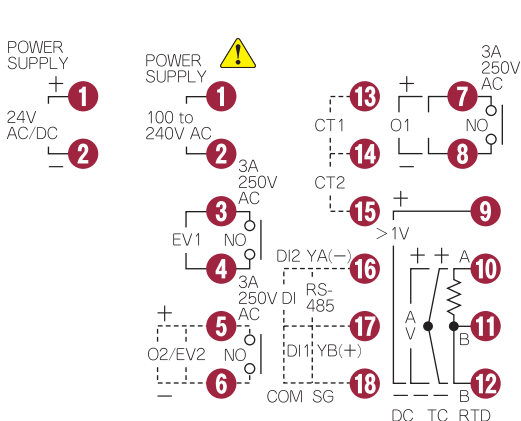 POWER
SUPPLY
+
1
24V
AC/DC
2
−
POWER
SUPPLY
!
1
100 to
240V AC
2
3A
250V
AC
3
EV1
NO
4
3A
250V
AC
+
5
O2/EV2
NO
6
−
13
CT1
14
CT2
15
DI2
YA(−)
16
DI
RS-
485
17
DI1
YB(+)
18
COM
SG
3A
250V
AC
+
7
O1
NO
8
−
+
9
>1V
+
+
A
10
A
V
11
B
12
−
−
−
B
DC
TC
RTD